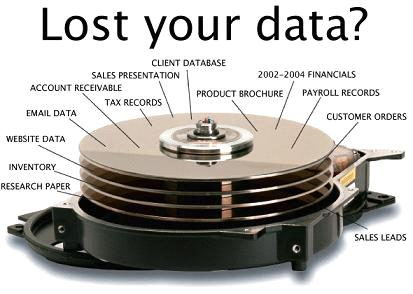 Lost your data?
CLIENT DATABASE
SALES PRESENTATION
2002-2004 FINANCIALS
ACCOUNT RECEIVABLE
PRODUCT BROCHURE
PAYROLL RECORDS
TAX RECORDS
EMAIL DATA
CUSTOMER ORDERS
WEBSITE DATA
INVENTORY
RESEARCH PAPER
SALES LEADS